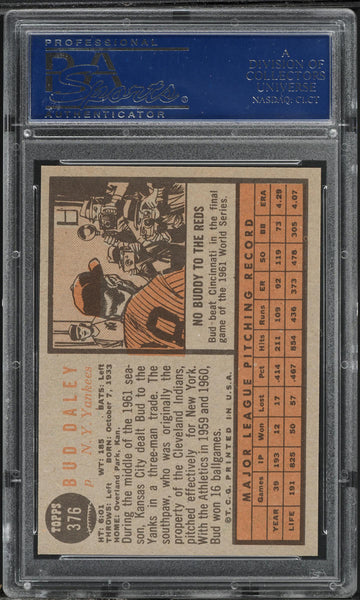 PROFESSIONAL
PSA
Sports
AUTHENTICATOR
A
DIVISION OF
COLLECTORS
UNIVERSE
NASDAQ: CLCT
TOPPS
376
BUD DALEY
p. N.Y. Yankees
HT: 6:01 WT:185 BATS: Left
THROWS: Left BORN: October 7, 1933
HOME: Overland Park, Kan.
During the middle of the 1961 sea-
son, Kansas City dealt Bud to the
Yanks in a three-man trade. The
southpaw, who was originally the
property of the Cleveland Indians,
pitched effectively for New York.
With the Athletics in 1959 and 1960,
Bud won 16 ballgames.
© T.C.G. PRINTED IN U.S.A.
NO BUDDY TO THE REDS
Bud beat Cincinnati in the final
game of the 1961 World Series.
MAJOR LEAGUE PITCHING RECORD
Games IP Won Lost Pct Hits Runs ER SO BB ERA
YEAR 39 193 12 17 .414 211 109 92 119 73 4.29
LIFE 191 825 50 57 .467 854 436 373 478 305 4.07